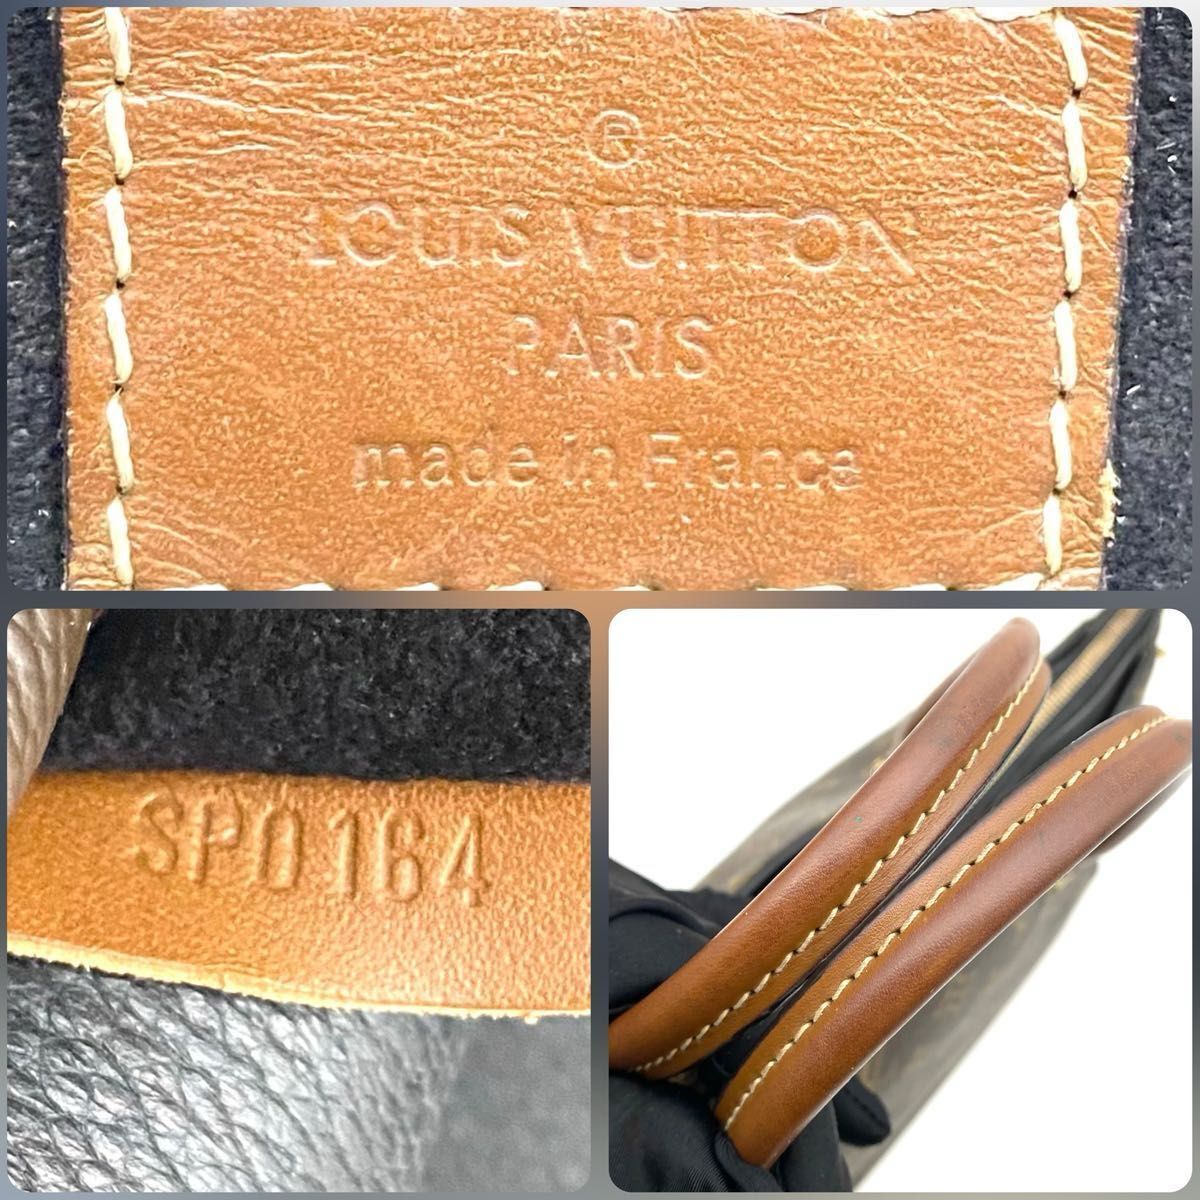 ®
LOUIS VUITTON
PARIS
made in France
SP0164